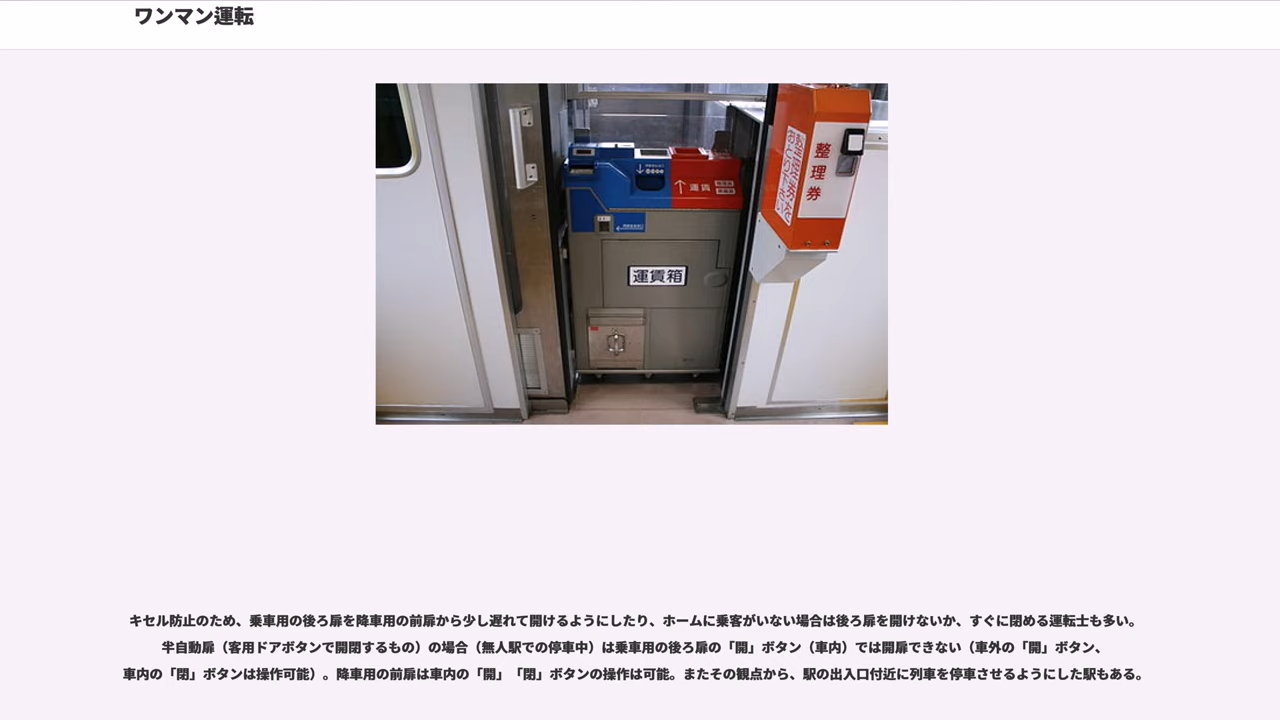 ワンマン運転
整理券
運賃
運賃箱
キセル防止のため、乗車用の後ろ扉を降車用の前扉から少し遅れて開けるようにしたり、ホームに乗客がいない場合は後ろ扉を開けないか、すぐに閉める運転士も多い。
半自動扉（客用ドアボタンで開閉するもの）の場合（無人駅での停車中）は乗車用の後ろ扉の「開」ボタン（車内）では開扉できない（車外の「開」ボタン、
車内の「閉」ボタンは操作可能）。降車用の前扉は車内の「開」「閉」ボタンの操作は可能。またその観点から、駅の出入口付近に列車を停車させるようにした駅もある。